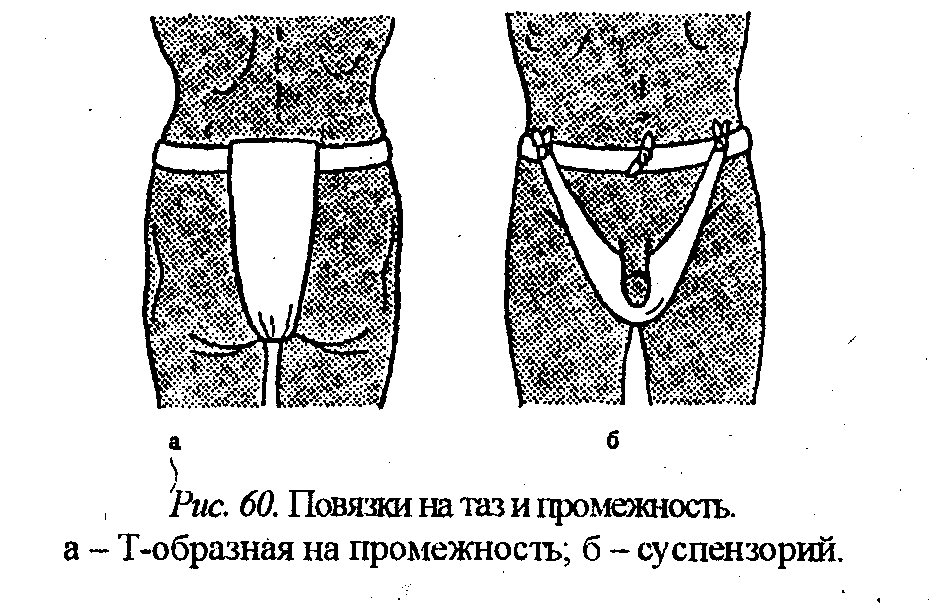 а б
Рис. 60. Повязки на таз и промежность.
а – Т-образная на промежность; б – суспензорий.